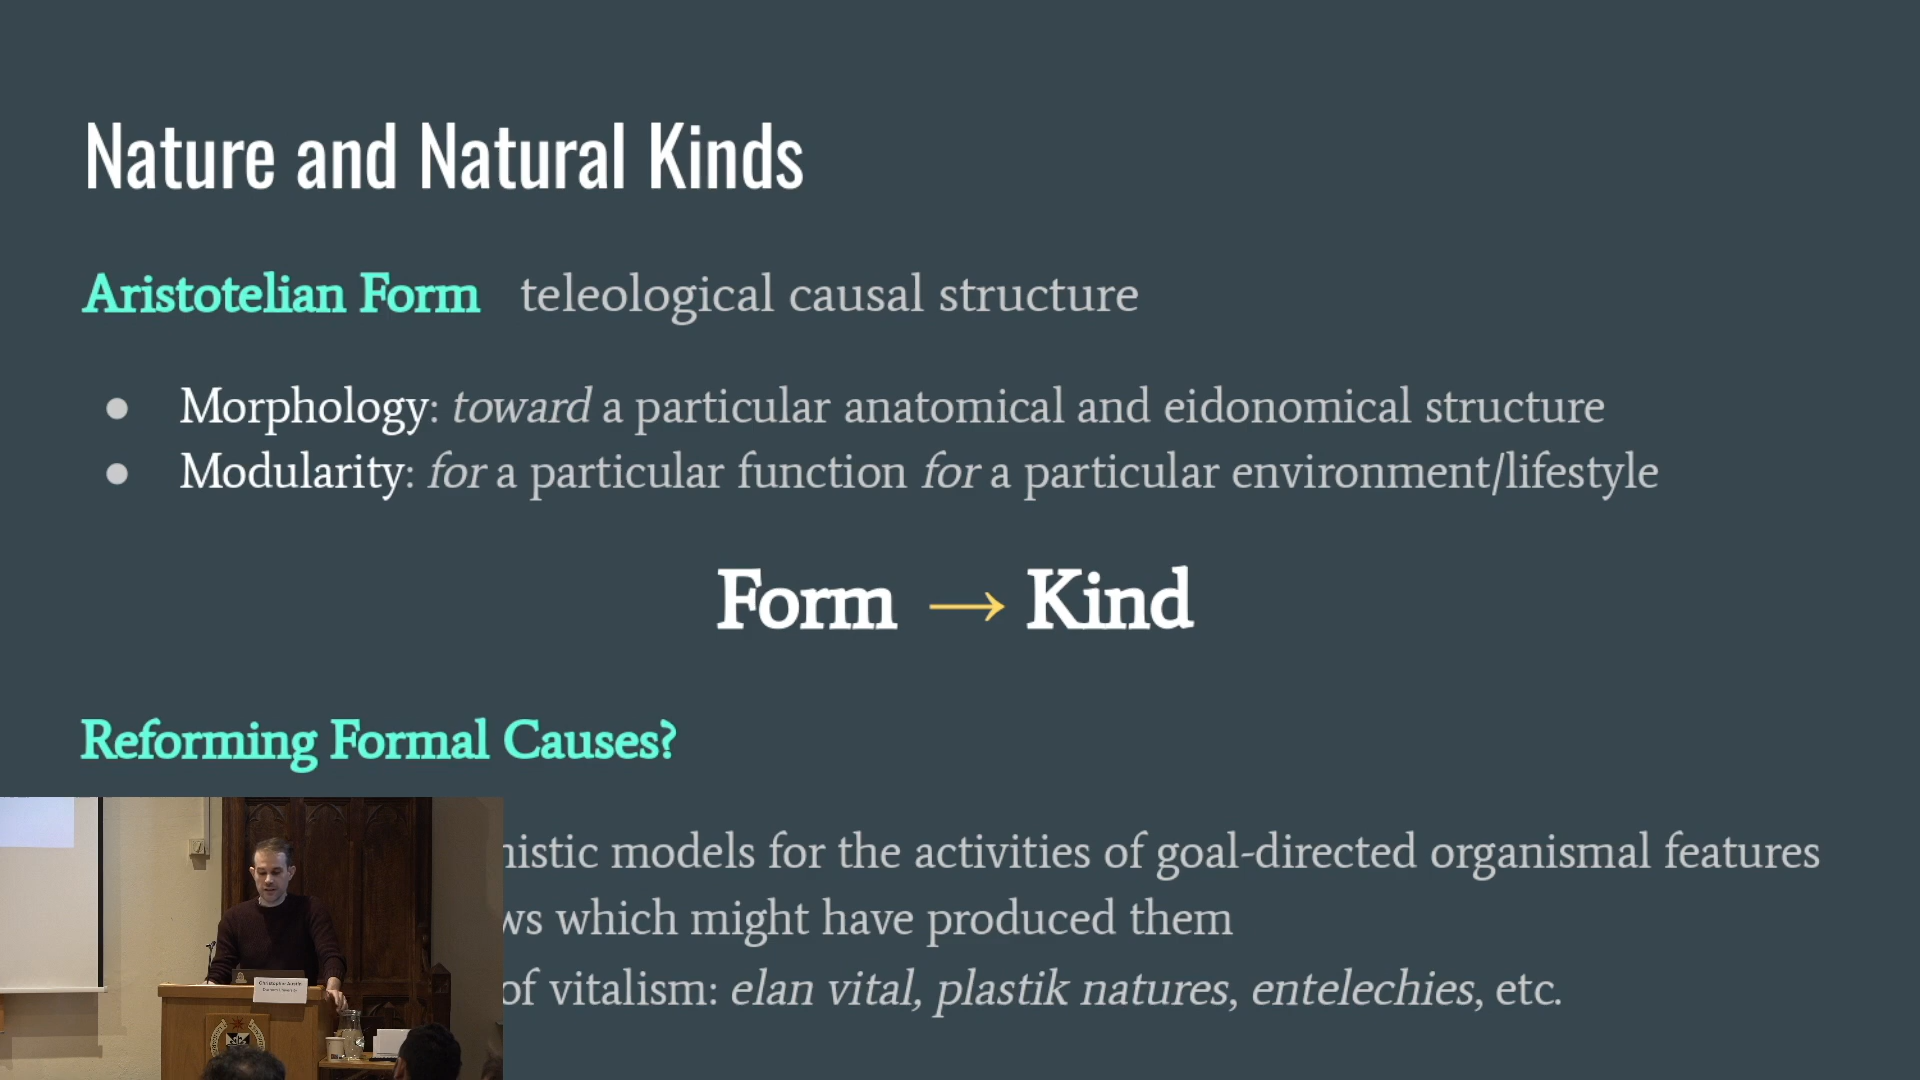 Nature and Natural Kinds
Aristotelian Form teleological causal structure
● Morphology: toward a particular anatomical and eidonomical structure
● Modularity: for a particular function for a particular environment/lifestyle
Form → Kind
Reforming Formal Causes?
models for the activities of goal-directed organismal features
which might have produced them
of vitalism: elan vital, plastik natures, entelechies, etc.
Christopher Austin